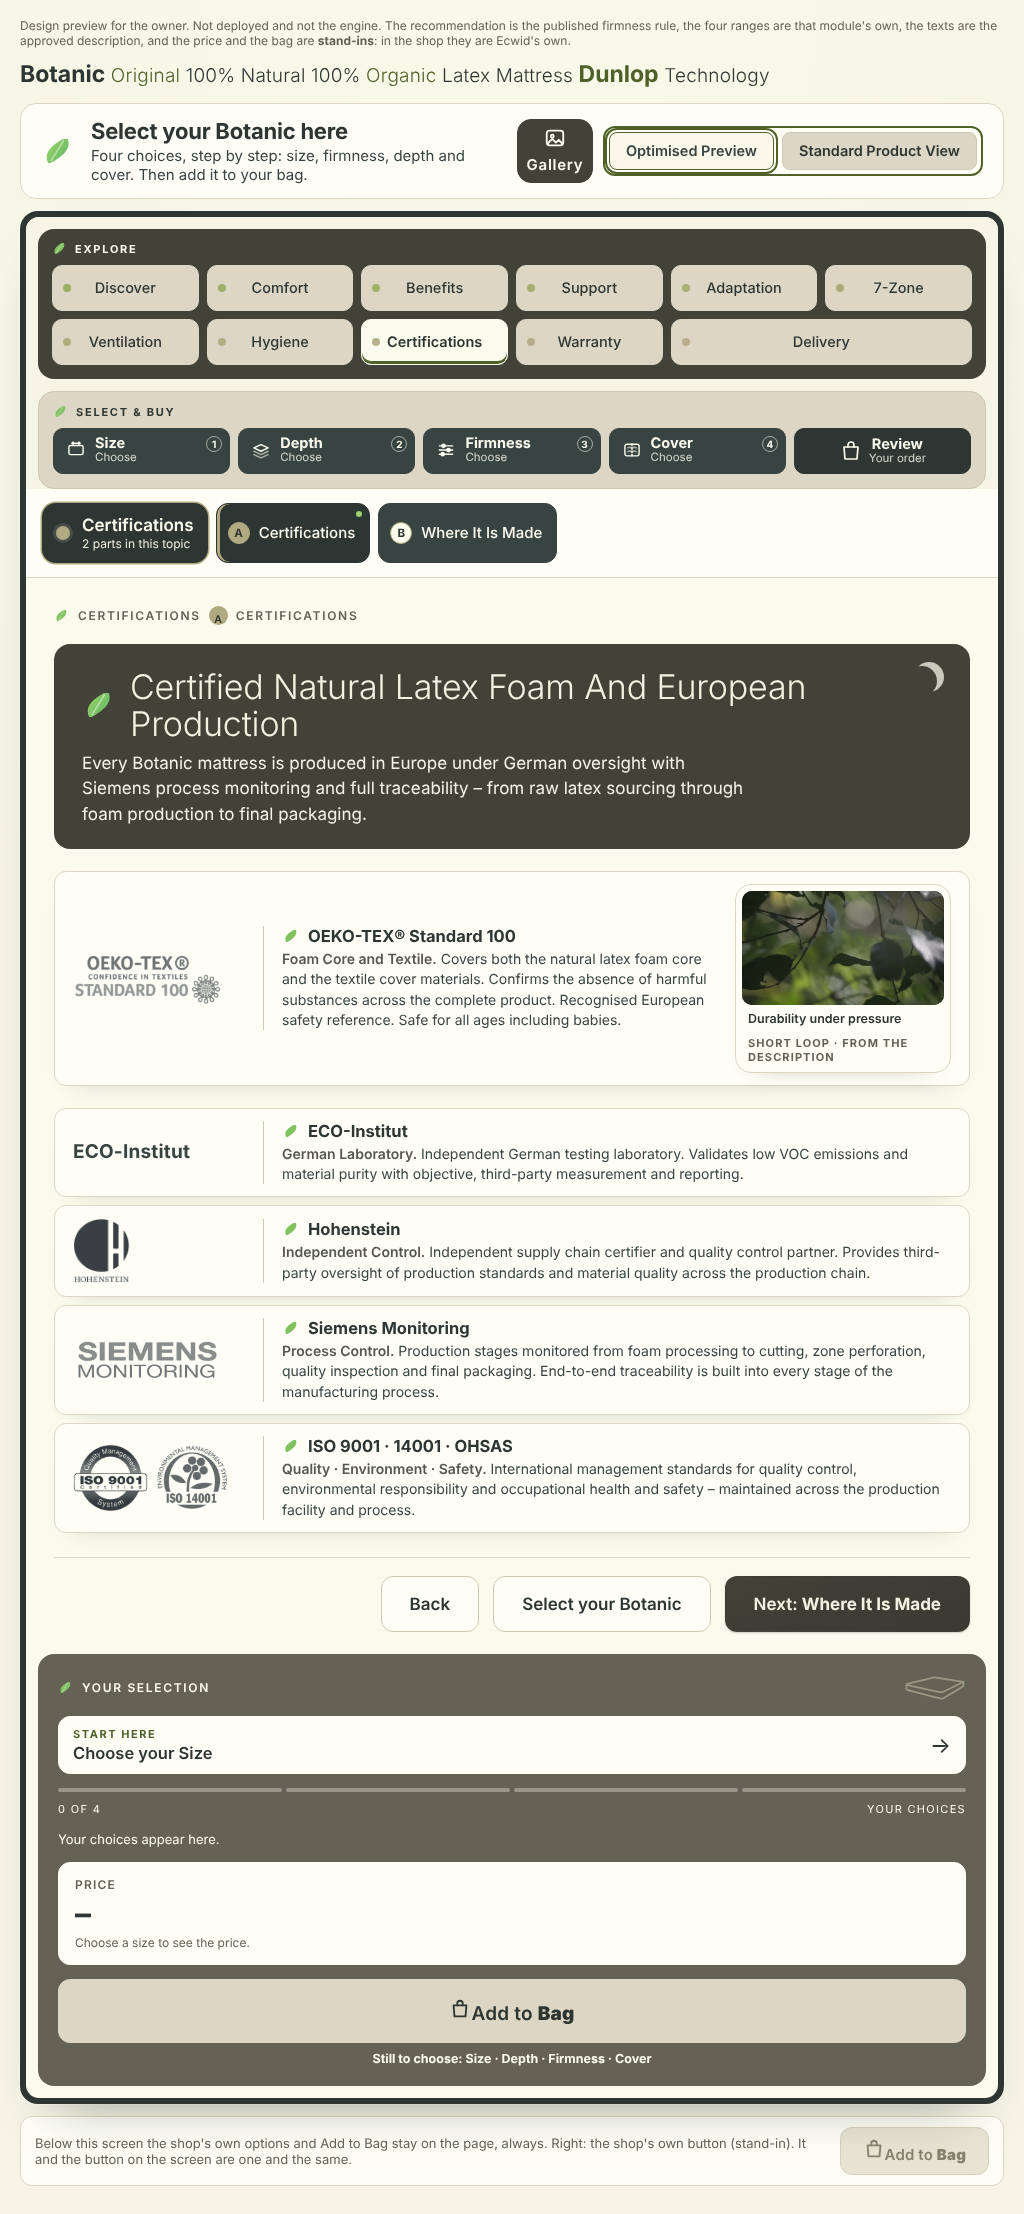 Design preview for the owner. Not deployed and not the engine. The recommendation is the published firmness rule, the four ranges are that module's own, the texts are the
approved description, and the price and the bag are stand-ins: in the shop they are Ecwid's own.
Botanic Original 100% Natural 100% Organic Latex Mattress Dunlop Technology
Select your Botanic here
Four choices, step by step: size, firmness, depth and
cover. Then add it to your bag.
Gallery
Optimised Preview
Standard Product View
EXPLORE
Discover
Comfort
Benefits
Support
Adaptation
7-Zone
Ventilation
Hygiene
Certifications
Warranty
Delivery
SELECT & BUY
Size
Choose
1
Depth
Choose
2
Firmness
Choose
3
Cover
Choose
4
Review
Your order
Certifications
2 parts in this topic
A Certifications
B Where It Is Made
CERTIFICATIONS A CERTIFICATIONS
Certified Natural Latex Foam And European
Production
Every Botanic mattress is produced in Europe under German oversight with
Siemens process monitoring and full traceability – from raw latex sourcing through
foam production to final packaging.
OEKO-TEX®
CONFIDENCE IN TEXTILES
STANDARD 100
OEKO-TEX® Standard 100
Foam Core and Textile. Covers both the natural latex foam core
and the textile cover materials. Confirms the absence of harmful
substances across the complete product. Recognised European
safety reference. Safe for all ages including babies.
Durability under pressure
SHORT LOOP · FROM THE
DESCRIPTION
ECO-Institut
ECO-Institut
German Laboratory. Independent German testing laboratory. Validates low VOC emissions and
material purity with objective, third-party measurement and reporting.
HOHENSTEIN
Hohenstein
Independent Control. Independent supply chain certifier and quality control partner. Provides third-
party oversight of production standards and material quality across the production chain.
SIEMENS
MONITORING
Siemens Monitoring
Process Control. Production stages monitored from foam processing to cutting, zone perforation,
quality inspection and final packaging. End-to-end traceability is built into every stage of the
manufacturing process.
Quality Management
ISO 9001
Certified
System
ENVIRONMENTAL MANAGEMENT SYSTEM
ISO 14001
ISO 9001 · 14001 · OHSAS
Quality · Environment · Safety. International management standards for quality control,
environmental responsibility and occupational health and safety – maintained across the production
facility and process.
Back
Select your Botanic
Next: Where It Is Made
YOUR SELECTION
START HERE
Choose your Size
0 OF 4
YOUR CHOICES
Your choices appear here.
PRICE
–
Choose a size to see the price.
Add to Bag
Still to choose: Size · Depth · Firmness · Cover
Below this screen the shop's own options and Add to Bag stay on the page, always. Right: the shop's own button (stand-in). It
and the button on the screen are one and the same.
Add to Bag